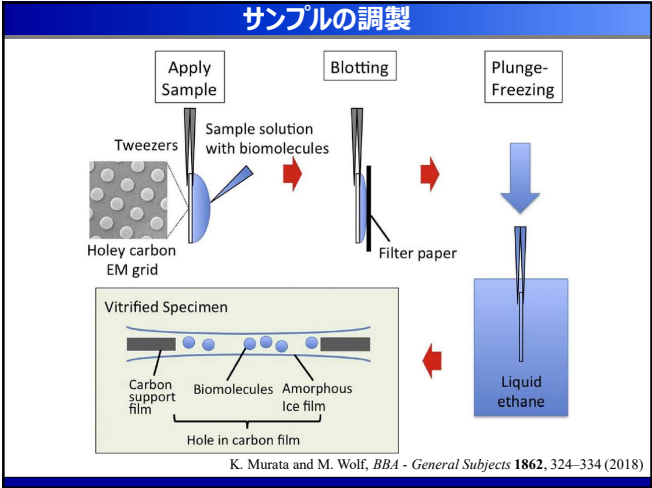 サンプルの調製
Apply
Sample
Blotting
Plunge-
Freezing
Tweezers
Sample solution
with biomolecules
Holey carbon
EM grid
Filter paper
Vitrified Specimen
Carbon
support
film
Biomolecules
Amorphous
Ice film
Hole in carbon film
Liquid
ethane
K. Murata and M. Wolf, BBA - General Subjects 1862, 324–334 (2018)